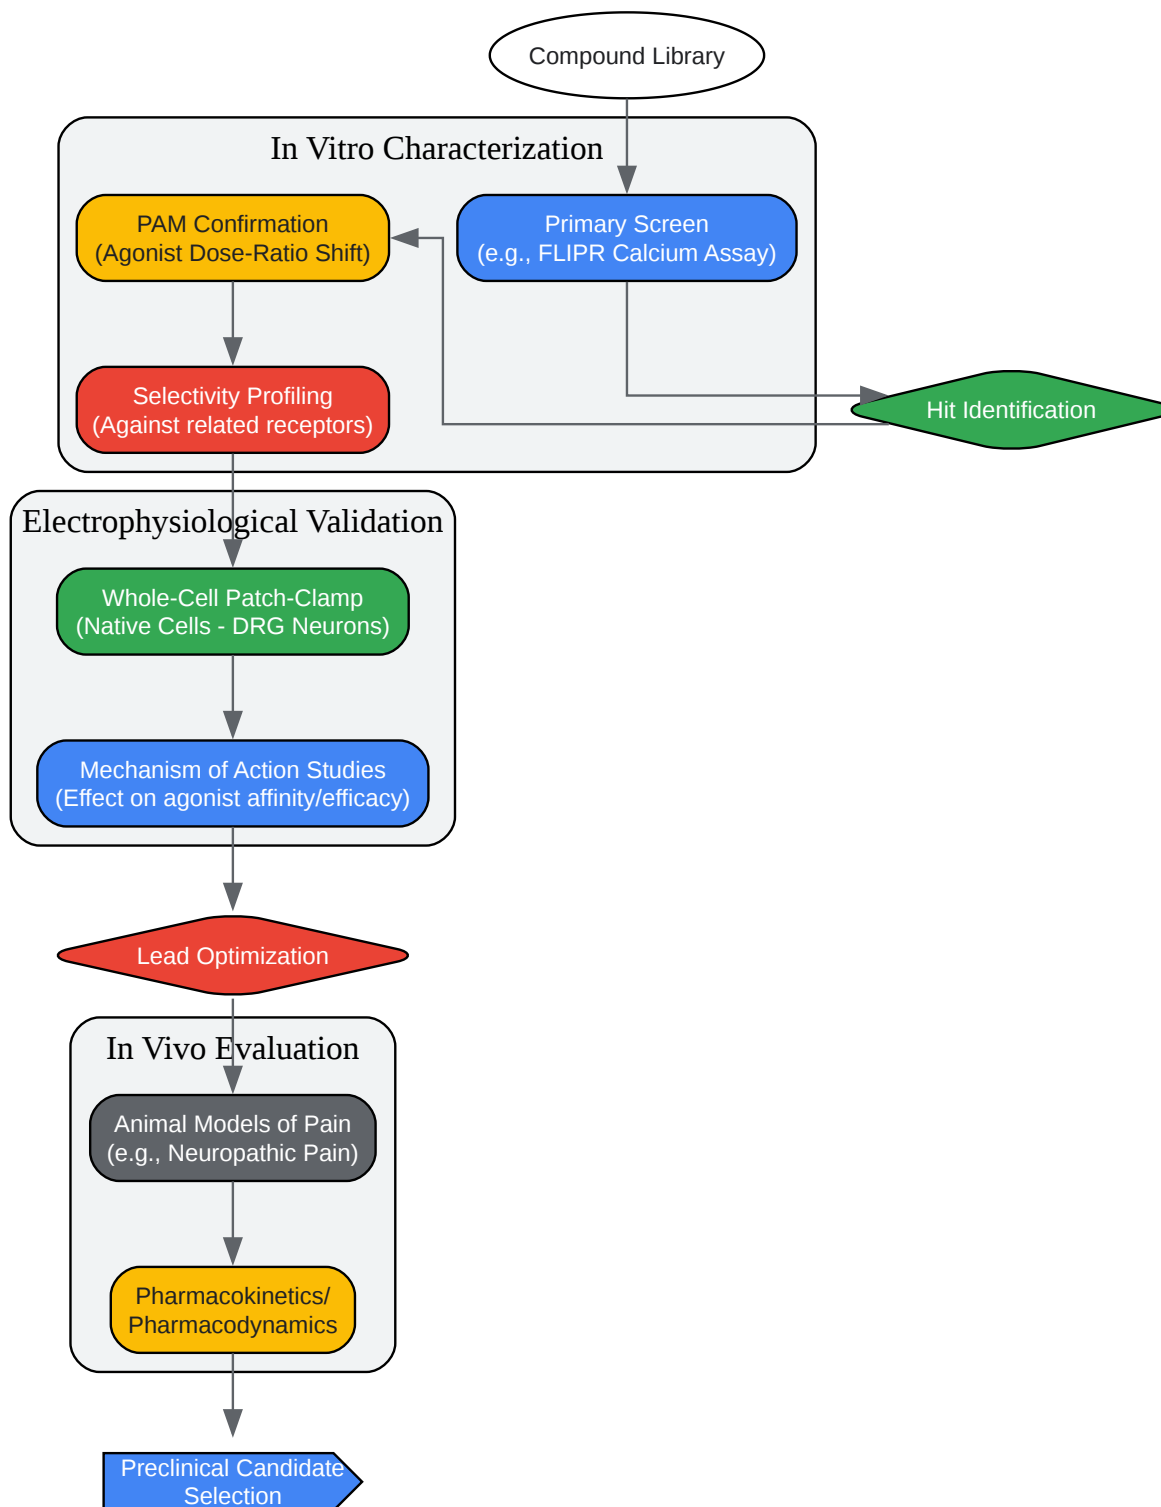 Compound Library
In Vitro Characterization
Primary Screen
(e.g., FLIPR Calcium Assay)
Hit Identification
PAM Confirmation
(Agonist Dose-Ratio Shift)
Selectivity Profiling
(Against related receptors)
Electrophysiological Validation
Whole-Cell Patch-Clamp
(Native Cells - DRG Neurons)
Mechanism of Action Studies
(Effect on agonist affinity/efficacy)
Lead Optimization
In Vivo Evaluation
Animal Models of Pain
(e.g., Neuropathic Pain)
Pharmacokinetics/
Pharmacodynamics
Preclinical Candidate
Selection